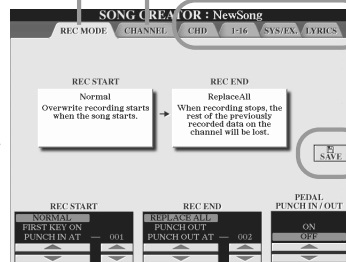 SONG CREATOR : NewSong
REC MODE CHANNEL CHD 1-16 SYS/EX. LYRICS
REC START
Normal
Overwrite recording starts
when the song starts.
REC END
ReplaceAll
When recording stops, the
rest of the previously
recorded data on the
channel will be lost.
SAVE
REC START
NORMAL
FIRST KEY ON
PUNCH IN AT — 001
REC END
REPLACE ALL
PUNCH OUT
PUNCH OUT AT — 002
PEDAL
PUNCH IN / OUT
ON
OFF